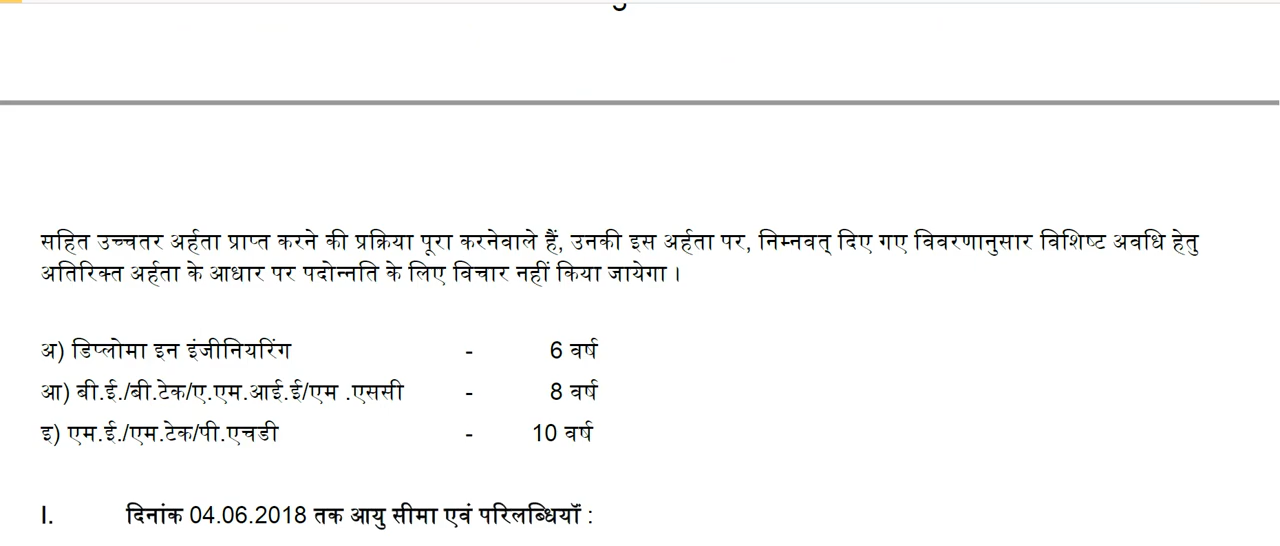 सहित उच्चतर अर्हता प्राप्त करने की प्रक्रिया पूरा करनेवाले हैं, उनकी इस अर्हता पर, निम्नवत् दिए गए विवरणानुसार विशिष्ट अवधि हेतु
अतिरिक्त अर्हता के आधार पर पदोन्नति के लिए विचार नहीं किया जायेगा ।
अ) डिप्लोमा इन इंजीनियरिंग - 6 वर्ष
आ) बी.ई./बी.टेक/ए.एम.आई.ई/एम .एससी - 8 वर्ष
इ) एम.ई./एम.टेक/पी.एचडी - 10 वर्ष
I. दिनांक 04.06.2018 तक आयु सीमा एवं परिलब्धियॉं :